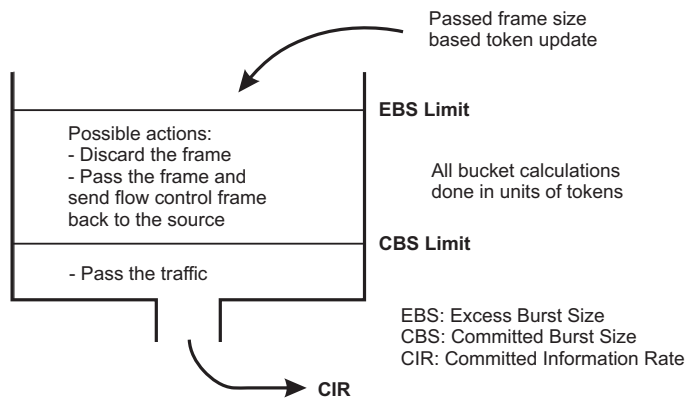 Passed frame size
based token update
EBS Limit
Possible actions:
- Discard the frame
- Pass the frame and
send flow control frame
back to the source
All bucket calculations
done in units of tokens
CBS Limit
- Pass the traffic
EBS: Excess Burst Size
CBS: Committed Burst Size
CIR: Committed Information Rate
CIR